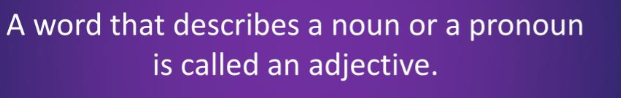 A word that describes a noun or a pronoun
is called an adjective.